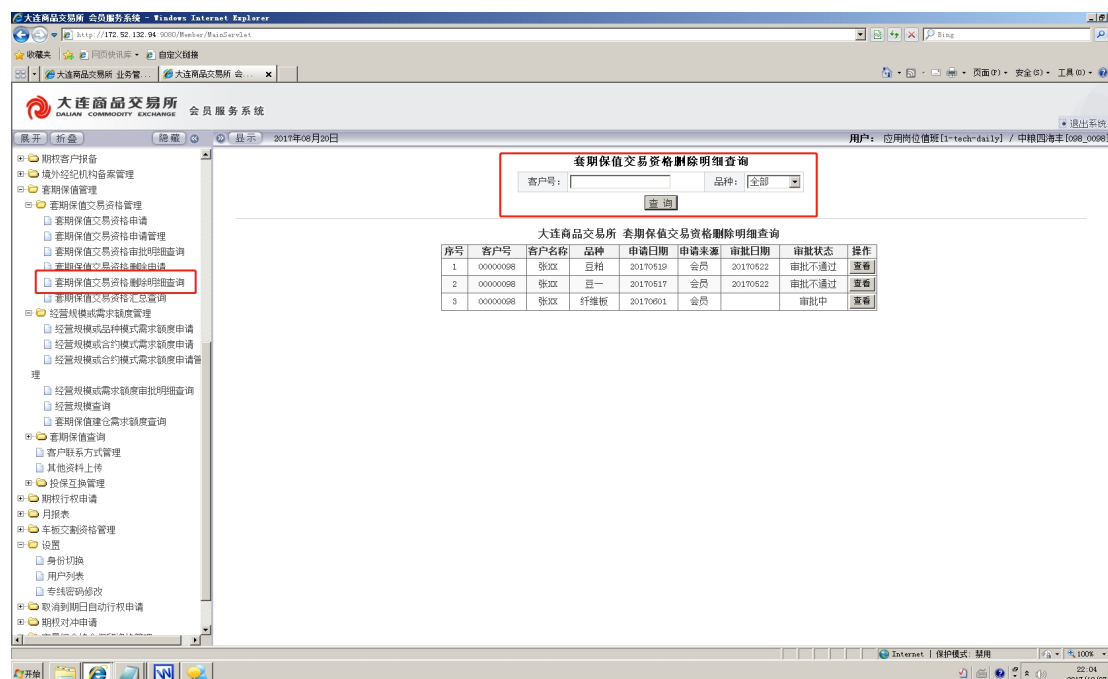 大连商品交易所 会员服务系统 - Windows Internet Explorer
http://172.52.132.94:9080/Member/MainServlet
Bing
收藏夹 网页快讯库 自定义链接
大连商品交易所 业务管... 大连商品交易所 会... x
页面(P) 安全(S) 工具(O)
大连商品交易所 会员服务系统
DALIAN COMMODITY EXCHANGE
退出系统
展开 折叠 隐藏 显示 2017年08月20日 用户: 应用岗位值班[1-tech-daily] / 中粮四海丰[098_0098]
期权客户报备
境外经纪机构备案管理
套期保值管理
套期保值交易资格管理
套期保值交易资格申请
套期保值交易资格申请管理
套期保值交易资格审批明细查询
套期保值交易资格删除申请
套期保值交易资格删除明细查询
套期保值交易资格汇总查询
经营规模或需求额度管理
经营规模或品种模式需求额度申请
经营规模或合约模式需求额度申请
经营规模或合约模式需求额度申请管
理
经营规模或需求额度审批明细查询
经营规模查询
套期保值建仓需求额度查询
套期保值查询
客户联系方式管理
其他资料上传
投保互换管理
期权行权申请
月报表
车板交割资格管理
设置
身份切换
用户列表
专线密码修改
取消到期日自动行权申请
期权对冲申请
套期保值交易资格删除明细查询
客户号: 品种: 全部
查 询
大连商品交易所 套期保值交易资格删除明细查询
序号 客户号 客户名称 品种 申请日期 申请来源 审批日期 审批状态 操作
1 00000098 张XX 豆粕 20170519 会员 20170522 审批不通过 查看
2 00000098 张XX 豆一 20170517 会员 20170522 审批不通过 查看
3 00000098 张XX 纤维板 20170601 会员 审批中 查看
Internet | 保护模式: 禁用 100%
开始 22:04